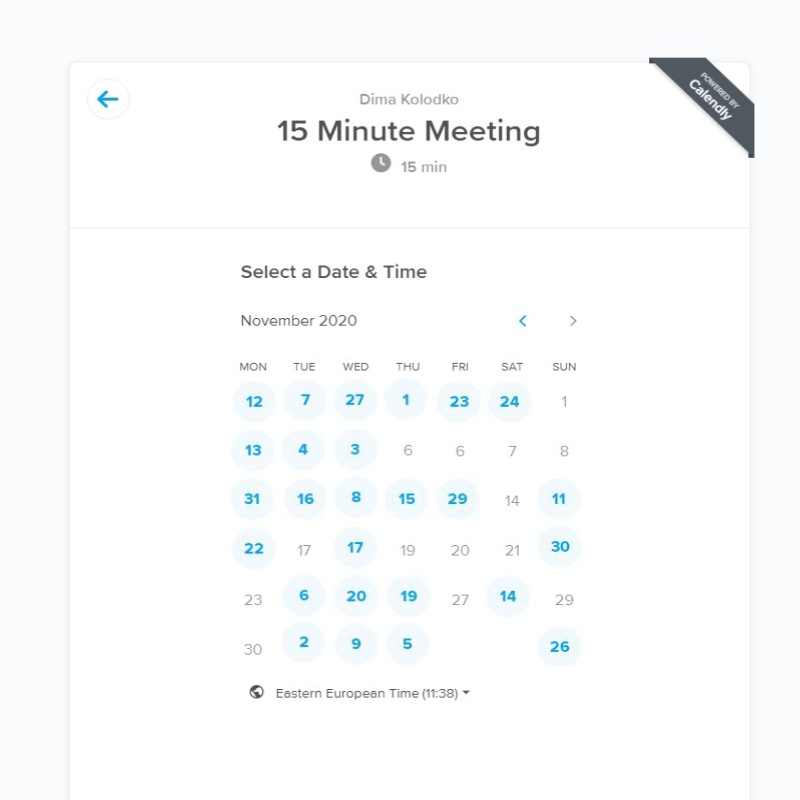 POWERED BY
Calendly
Dima Kolodko
15 Minute Meeting
15 min
Select a Date & Time
November 2020
MON TUE WED THU FRI SAT SUN
12 7 27 1 23 24 1
13 4 3 6 6 7 8
31 16 8 15 29 14 11
22 17 17 19 20 21 30
23 6 20 19 27 14 29
30 2 9 5 26
Eastern European Time (11:38)